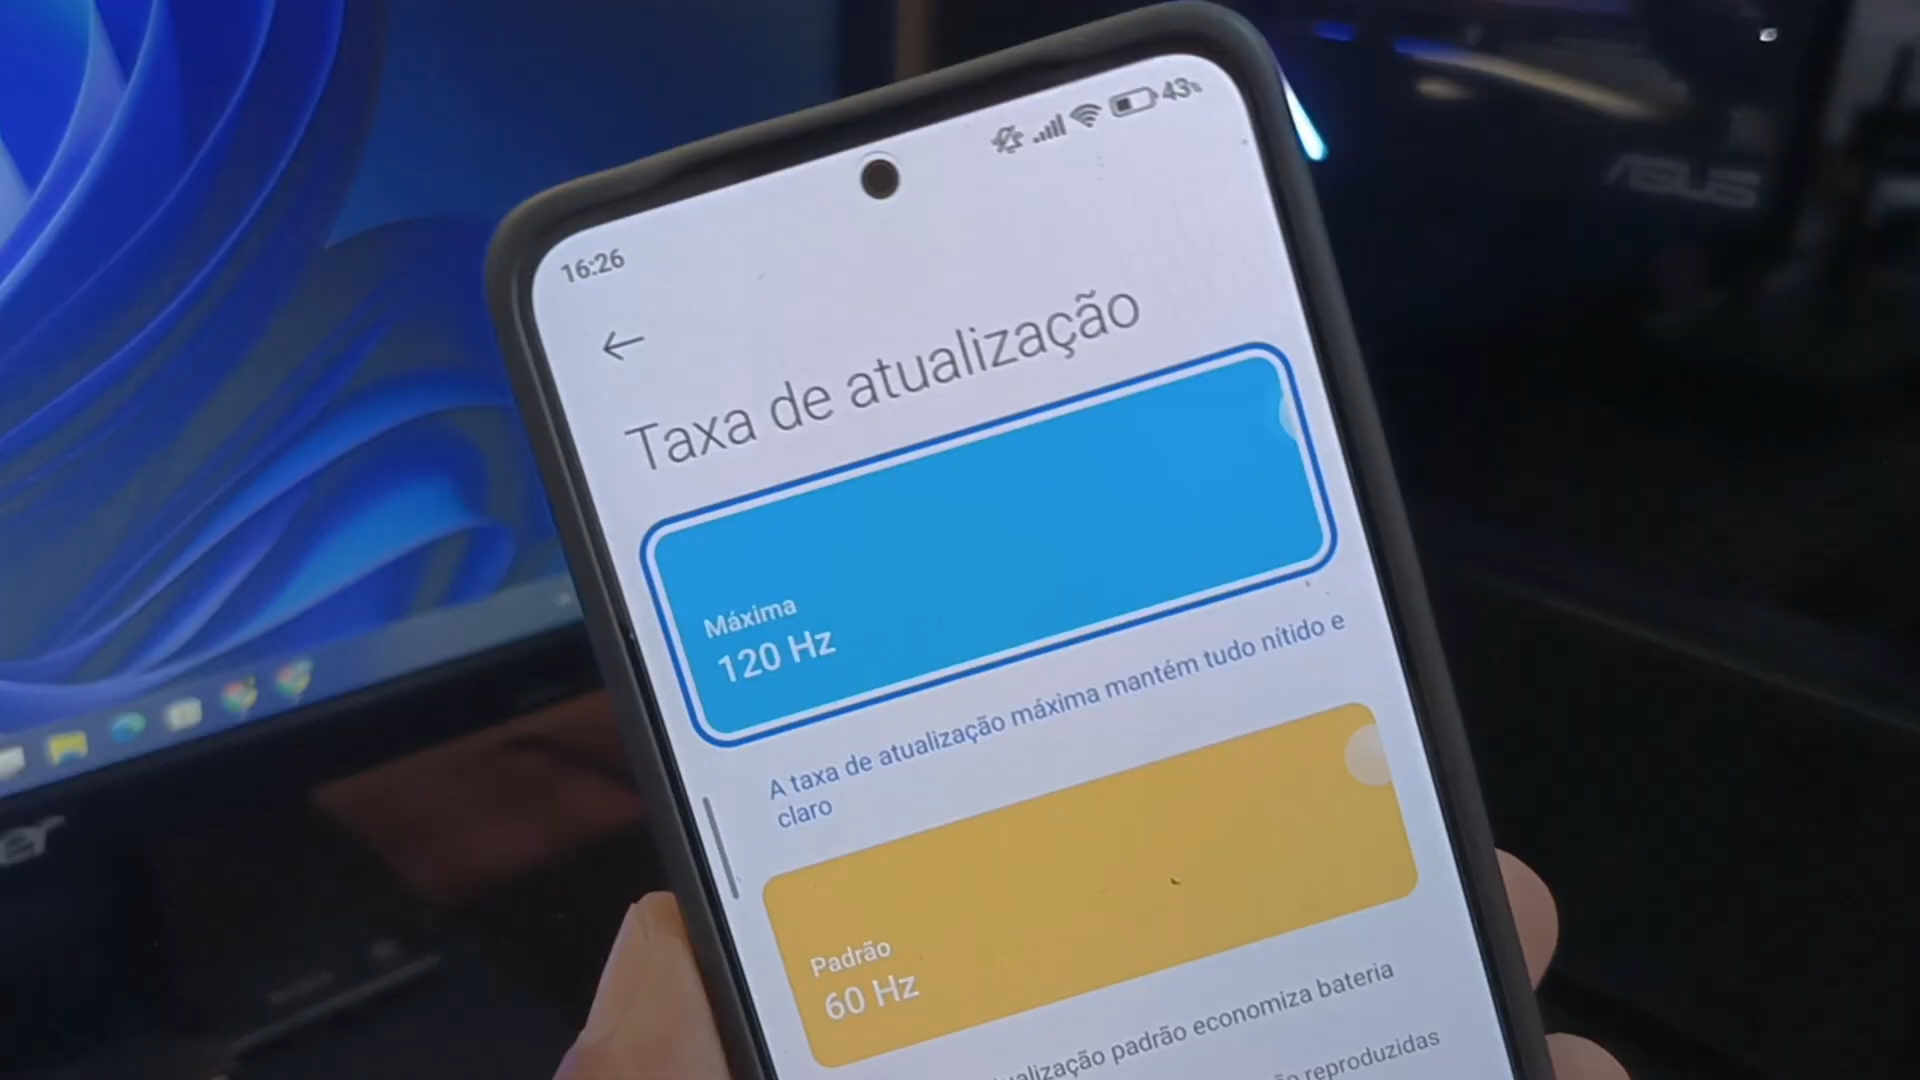 43%
16:26
Taxa de atualização
Máxima
120 Hz
A taxa de atualização máxima mantém tudo nítido e
claro
Padrão
60 Hz
padrão economiza bateria
reproduzidas
ASUS